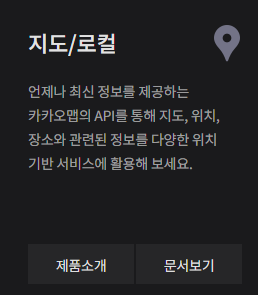 지도/로컬
언제나 최신 정보를 제공하는
카카오맵의 API를 통해 지도, 위치,
장소와 관련된 정보를 다양한 위치
기반 서비스에 활용해 보세요.
제품소개 문서보기